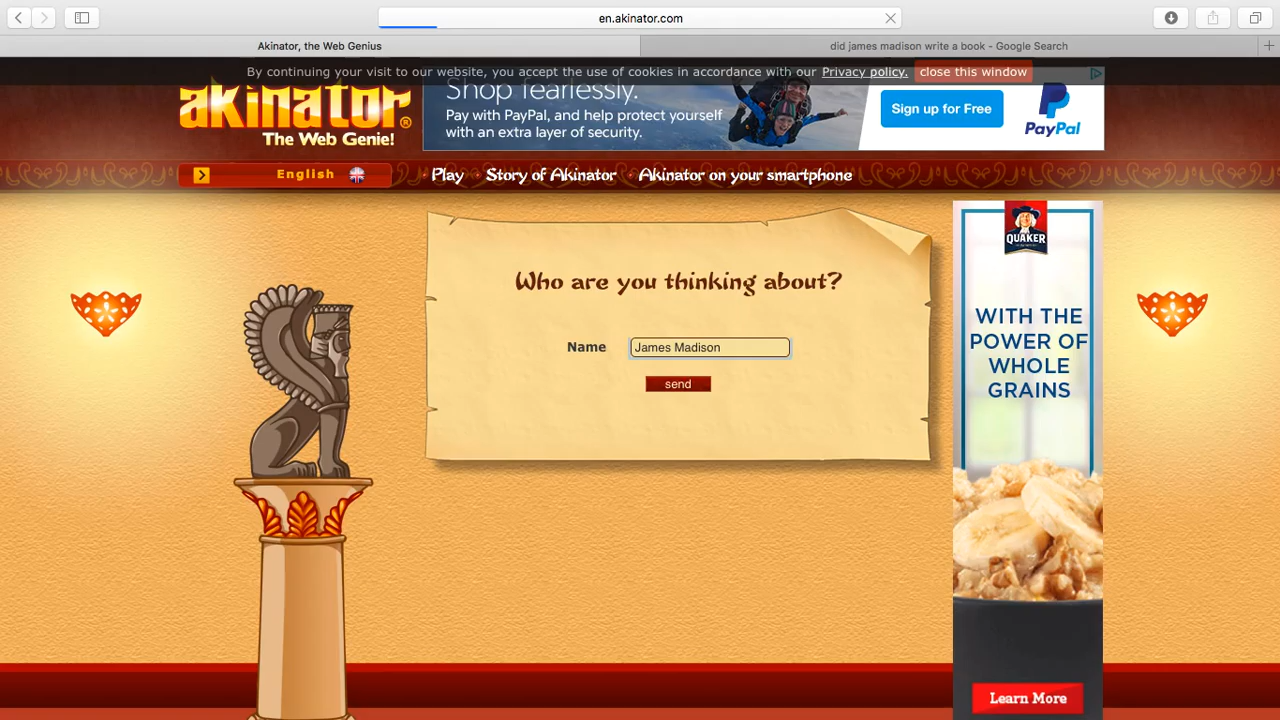 en.akinator.com
Akinator, the Web Genius
did james madison write a book - Google Search
By continuing your visit to our website, you accept the use of cookies in accordance with our Privacy policy. close this window
akinator®
The Web Genie!
Shop fearlessly.
Pay with PayPal, and help protect yourself
with an extra layer of security.
Sign up for Free
PayPal
English
· Play · Story of Akinator · Akinator on your smartphone
Who are you thinking about?
Name James Madison
send
QUAKER
WITH THE
POWER OF
WHOLE
GRAINS
Learn More